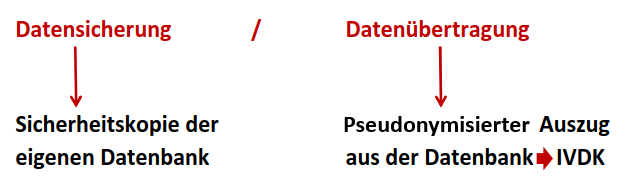 Datensicherung / Datenübertragung
Sicherheitskopie der
eigenen Datenbank
Pseudonymisierter Auszug
aus der Datenbank IVDK